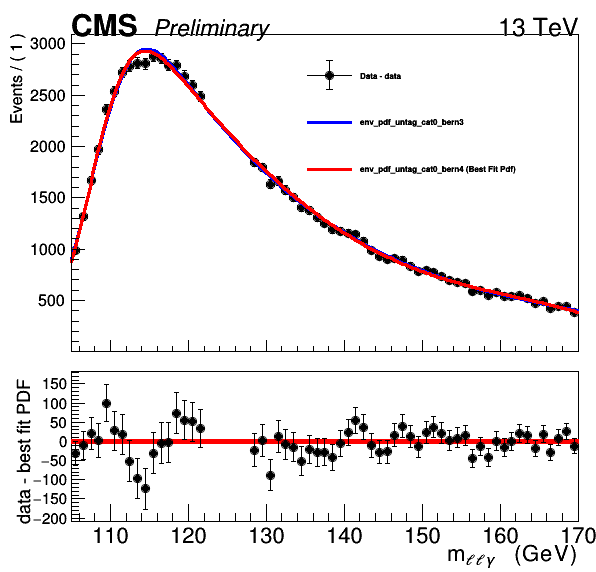 CMS Preliminary 13 TeV
Events / ( 1 )
3000
2500
2000
1500
1000
500
Data - data
env_pdf_untag_cat0_bern3
env_pdf_untag_cat0_bern4 (Best Fit Pdf)
data - best fit PDF
150
100
50
0
−50
−100
−150
−200
110 120 130 140 150 160 170
m_ℓℓγ (GeV)